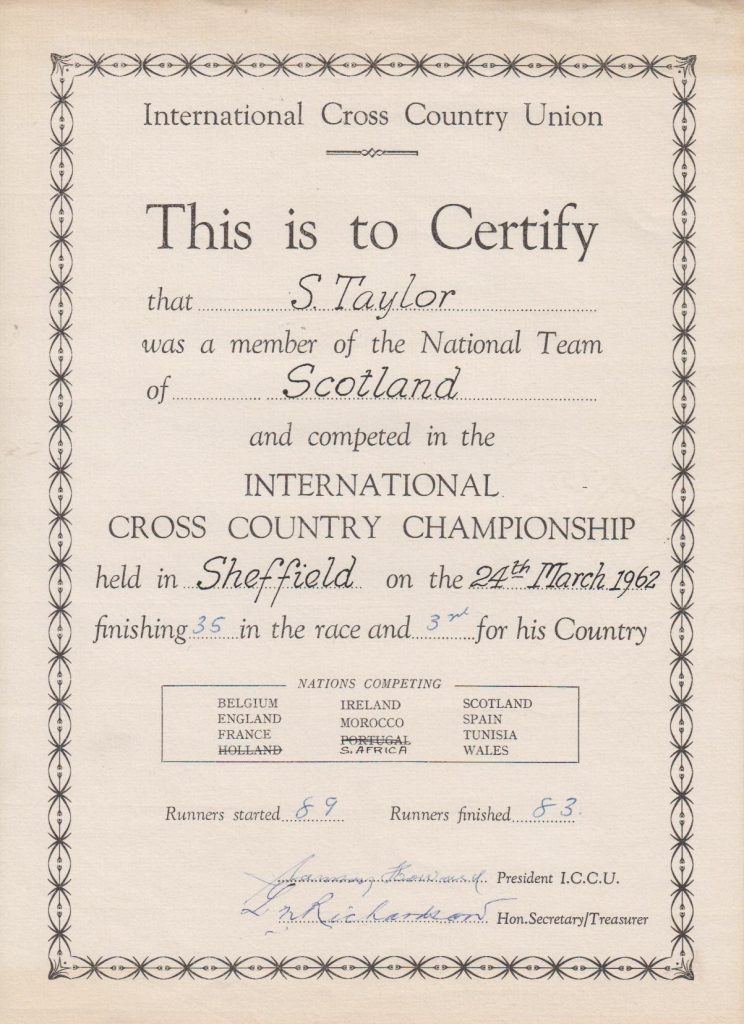 International Cross Country Union
This is to Certify
that S. Taylor
was a member of the National Team
of Scotland
and competed in the
INTERNATIONAL
CROSS COUNTRY CHAMPIONSHIP
held in Sheffield on the 24th March 1962
finishing 35 in the race and 3rd for his Country
NATIONS COMPETING
BELGIUM IRELAND SCOTLAND
ENGLAND MOROCCO SPAIN
FRANCE PORTUGAL TUNISIA
HOLLAND S. AFRICA WALES
Runners started 89 Runners finished 83
President I.C.C.U.
Richardson Hon.Secretary/Treasurer